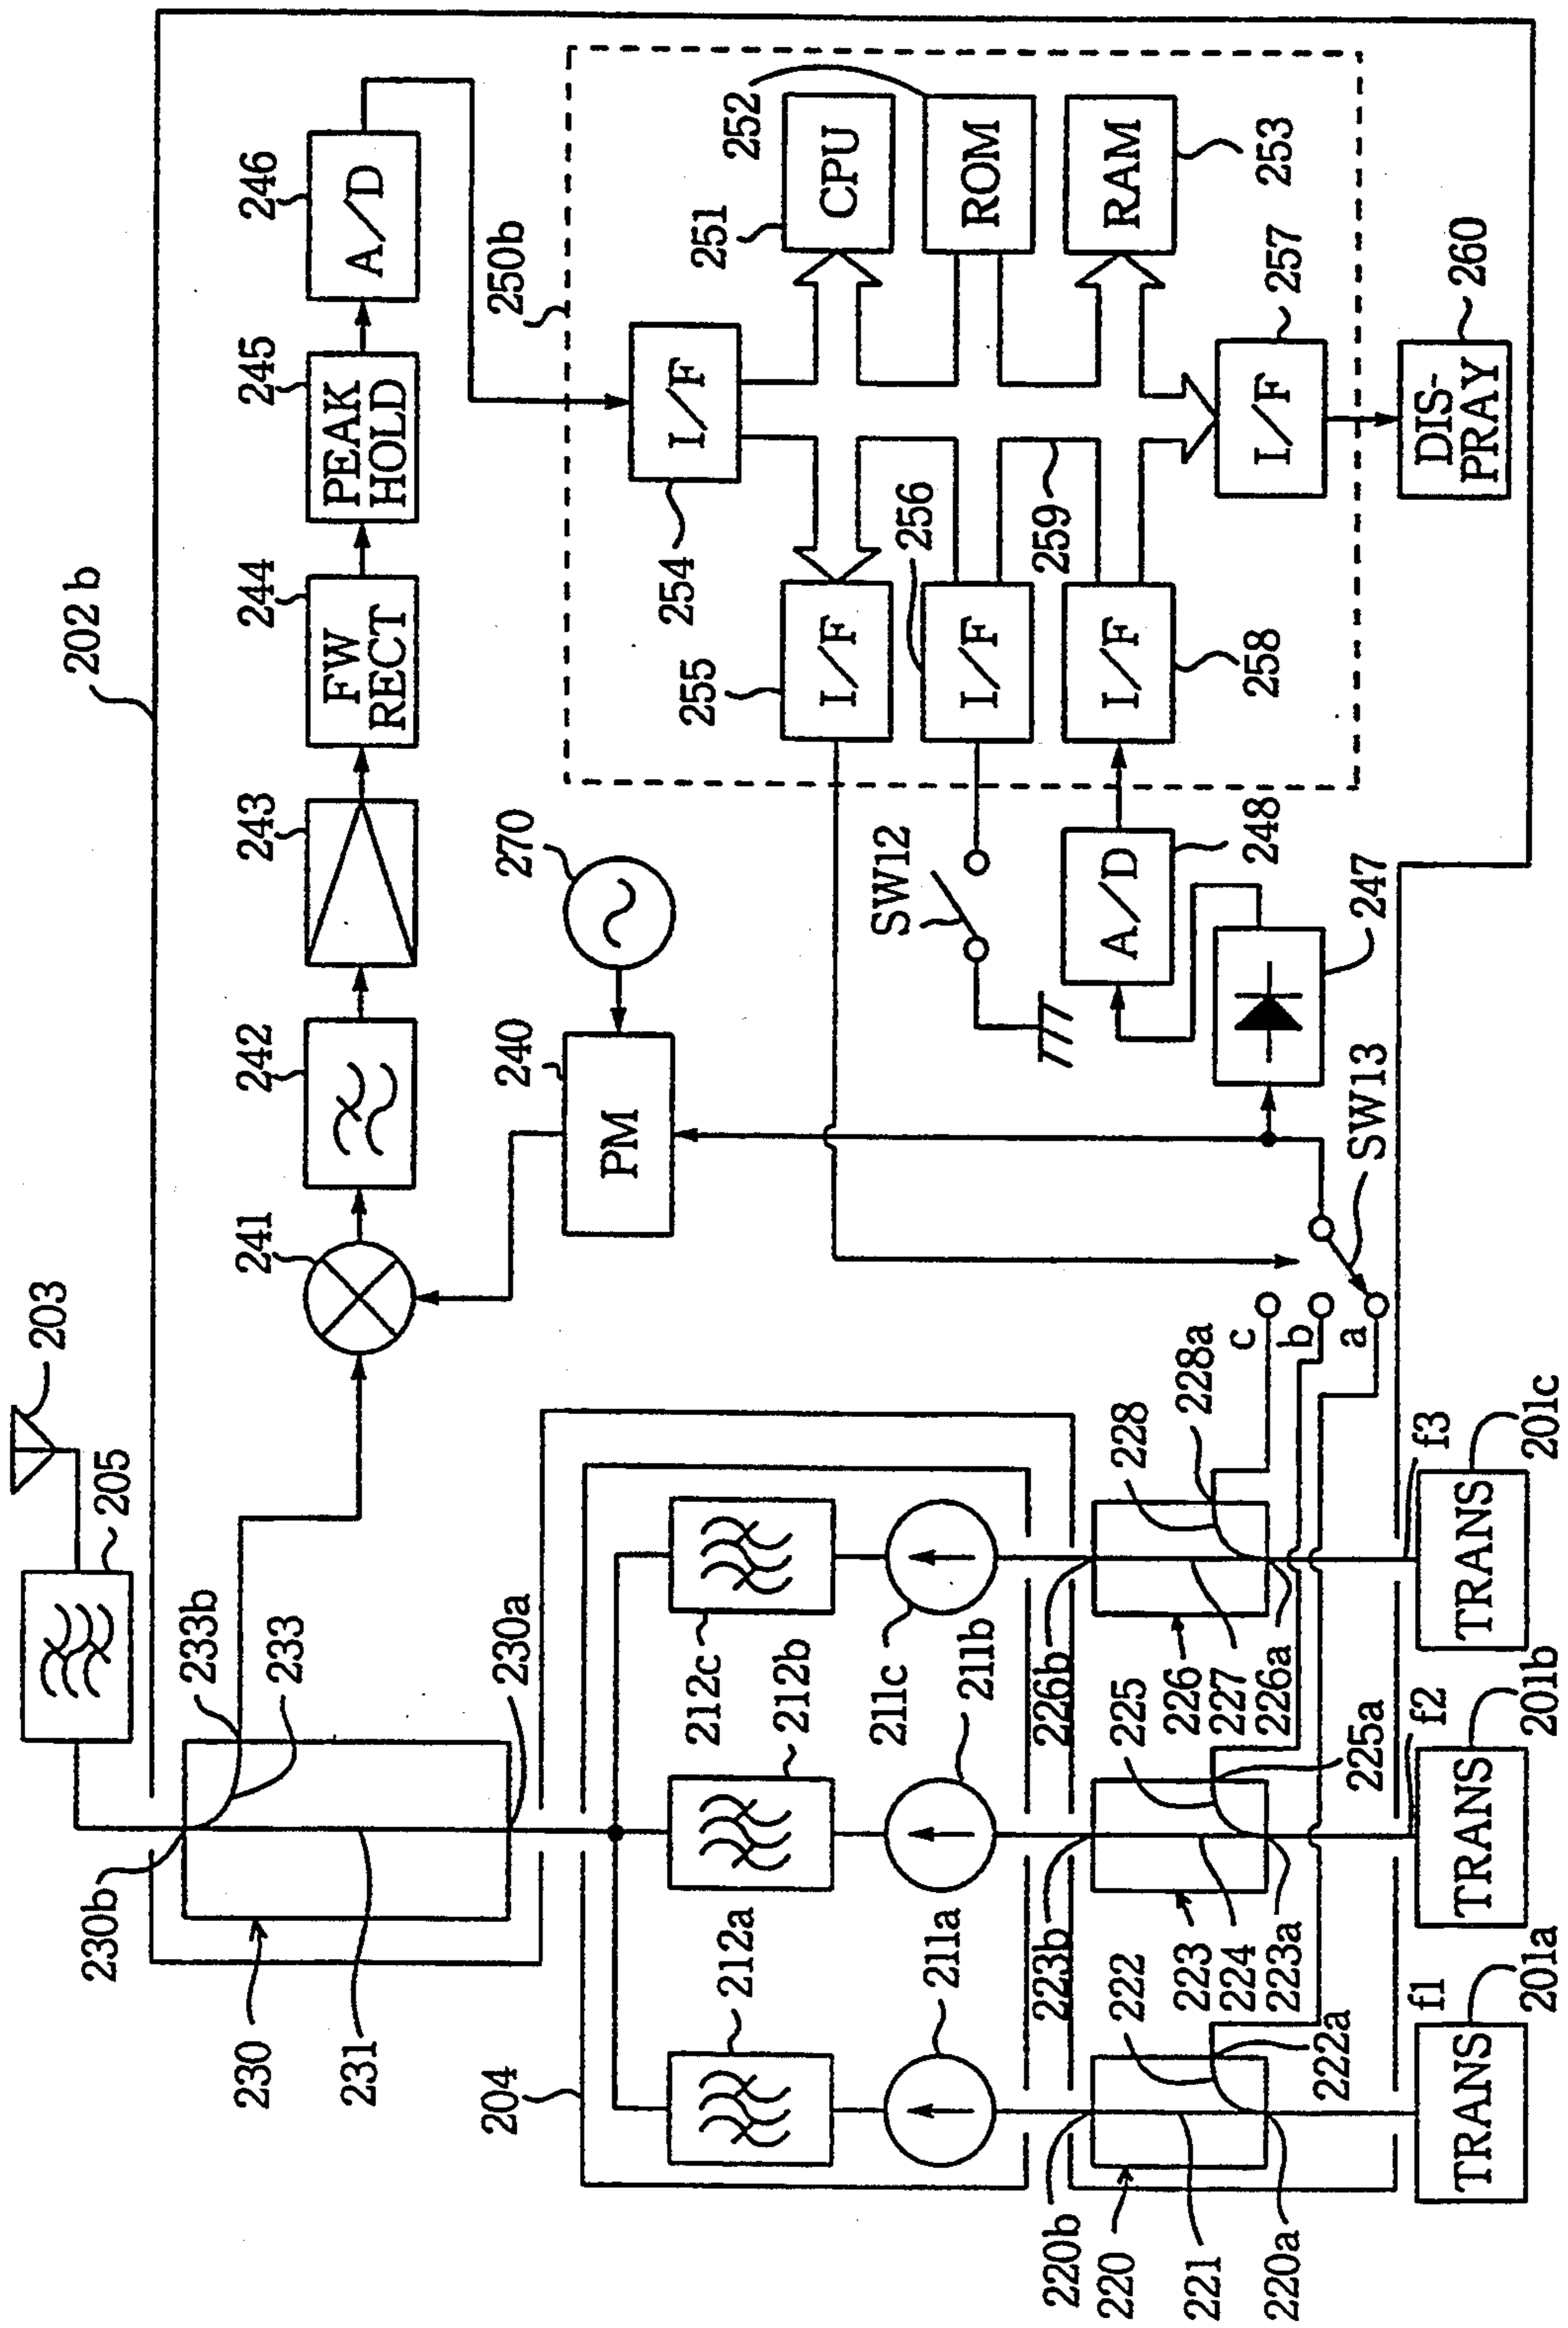 202 b
203
205
230b
233b
233
230
231
230a
241
242
243
244
FW
RECT
245
PEAK
HOLD
246
A/D
250b
240
PM
270
254
I/F
251
CPU
252
ROM
RAM
253
255
I/F
256
I/F
259
I/F
258
257
I/F
260
DIS-
PRAY
SW12
A/D
248
247
SW13
c
b
a
204
212a
212b
212c
211a
211b
211c
220b
220
221
220a
222
222a
223b
223
224
223a
225
225a
226b
226
227
226a
228
228a
f1
TRANS
201a
f2
TRANS
201b
f3
TRANS
201c